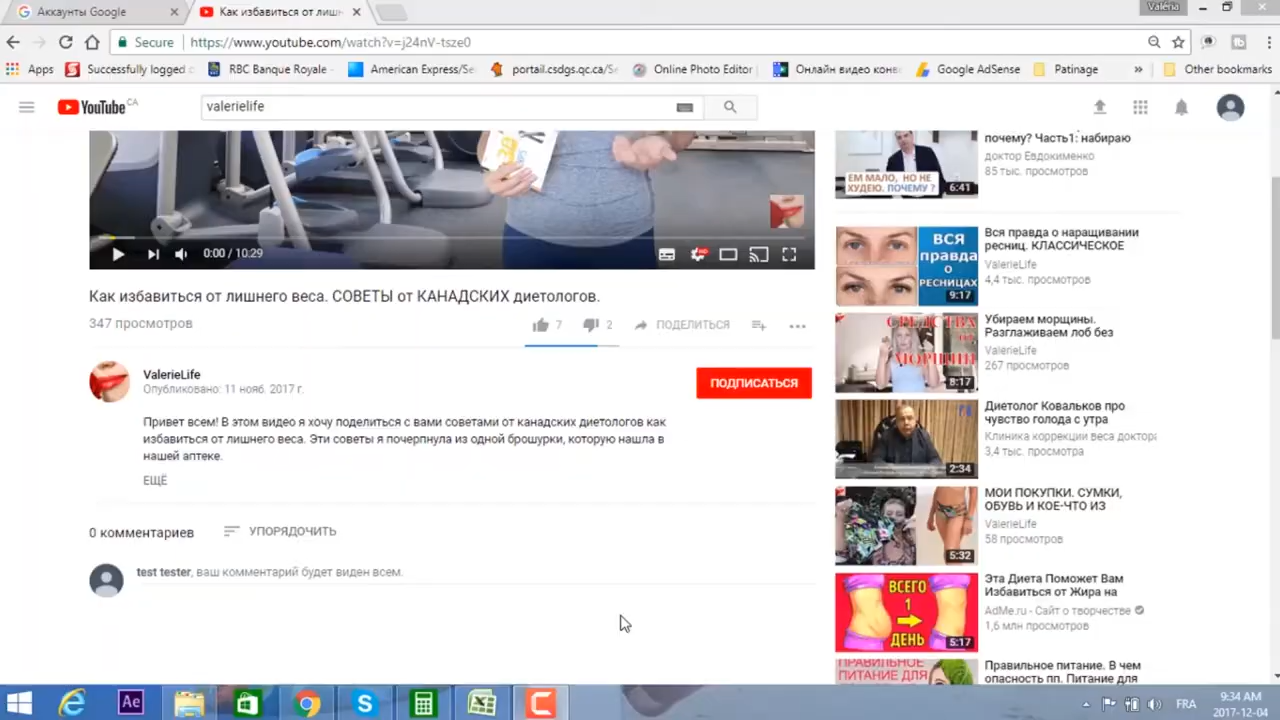 Аккаунты Google
Как избавиться от лишн
Valéria
Secure
https://www.youtube.com/watch?v=j24nV-tsze0
Apps
Successfully logged
RBC Banque Royale -
American Express/Se
portail.csdgs.qc.ca/Se
Online Photo Editor
Онлайн видео конв
Google AdSense
Patinage
»
Other bookmarks
YouTube CA
valerielife
0:00 / 10:29
HD
Как избавиться от лишнего веса. СОВЕТЫ от КАНАДСКИХ диетологов.
347 просмотров
7
2
ПОДЕЛИТЬСЯ
ValerieLife
Опубликовано: 11 нояб. 2017 г.
ПОДПИСАТЬСЯ
Привет всем! В этом видео я хочу поделиться с вами советами от канадских диетологов как
избавиться от лишнего веса. Эти советы я почерпнула из одной брошурки, которую нашла в
нашей аптеке.
ЕЩЁ
0 комментариев
УПОРЯДОЧИТЬ
test tester, ваш комментарий будет виден всем.
ЕМ МАЛО, НО НЕ
ХУДЕЮ. ПОЧЕМУ ?
6:41
почему? Часть1: набираю
доктор Евдокименко
85 тыс. просмотров
ВСЯ
правда
о
РЕСНИЦАХ
9:17
Вся правда о наращивании
ресниц. КЛАССИЧЕСКОЕ
ValerieLife
4,4 тыс. просмотров
СРЕДСТВА
от
МОРЩИН
8:17
Убираем морщины.
Разглаживаем лоб без
ValerieLife
267 просмотров
2:34
Диетолог Ковальков про
чувство голода с утра
Клиника коррекции веса доктора
3,4 тыс. просмотра
5:32
МОИ ПОКУПКИ. СУМКИ,
ОБУВЬ И КОЕ-ЧТО ИЗ
ValerieLife
58 просмотров
ВСЕГО
1
ДЕНЬ
5:17
Эта Диета Поможет Вам
Избавиться от Жира на
AdMe.ru - Сайт о творчестве
1,6 млн просмотров
ПРАВИЛЬНОЕ
ПИТАНИЕ ДЛЯ
Правильное питание. В чем
опасность пп. Питание для
Ae
FRA
9:34 AM
2017-12-04